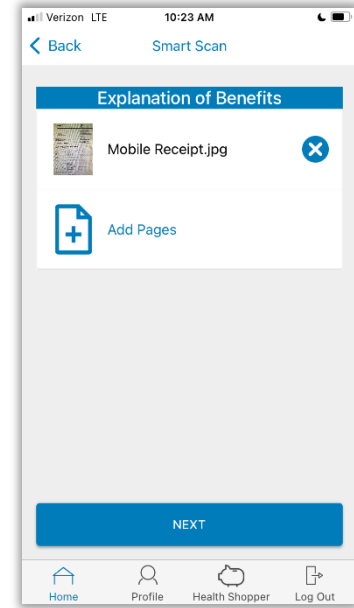 Verizon LTE 10:23 AM
Back Smart Scan
Explanation of Benefits
Mobile Receipt.jpg
Add Pages
NEXT
Home Profile Health Shopper Log Out